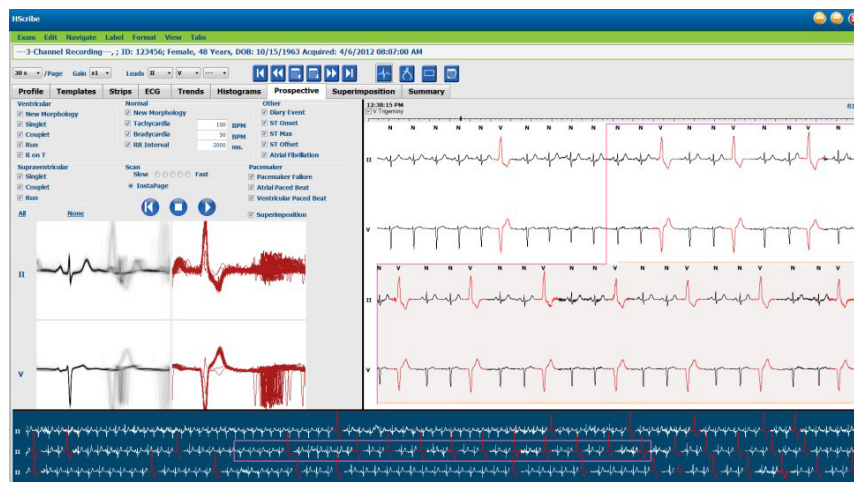 HScribe
Exam Edit Navigate Label Format View Tabs
---3-Channel Recording---, ; ID: 123456; Female, 48 Years, DOB: 10/15/1963 Acquired: 4/6/2012 08:07:00 AM
30 s /Page Gain x1 Leads II V ---
Profile Templates Strips ECG Trends Histograms Prospective Superimposition Summary
Ventricular
New Morphology
Singlet
Couplet
Run
R on T
Supraventricular
Singlet
Couplet
Run
All None
Normal
New Morphology
Tachycardia 100 BPM
Bradycardia 50 BPM
RR Interval 2000 ms.
Scan
Slow Fast
InstaPage
Other
Diary Event
ST Onset
ST Max
ST Offset
Atrial Fibrillation
Pacemaker
Pacemaker Failure
Atrial Paced Beat
Ventricular Paced Beat
Superimposition
II
V
12:38:15 PM
V Trigeminy
81
N N N N N V N N N N N V N N V N N V N
II
V
N V N N V N N V N N V N N V N N V N N V
II
V
II
II
II